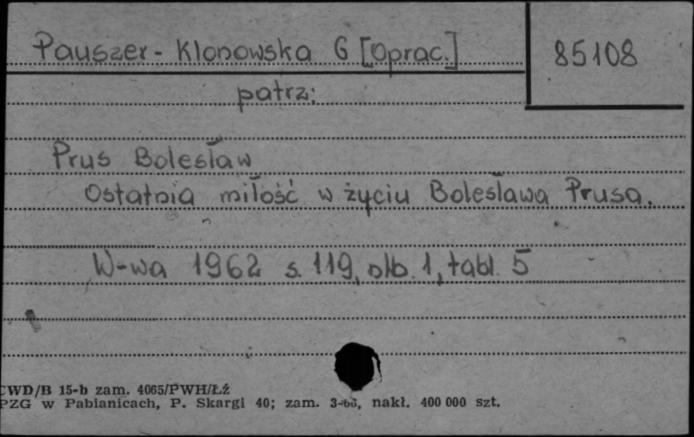 Pauszer-Klonowska G [Oprac.]
85108
patrz:
Prus Bolesław
Ostatnia miłość w życiu Bolesława Prusa.
W-wa 1962 s. 119, nlb. 1, tabl. 5
CWD/B 15-b zam. 4065/PWH/Łź
PZG w Pabianicach, P. Skargi 40; zam. 3-66, nakł. 400 000 szt.